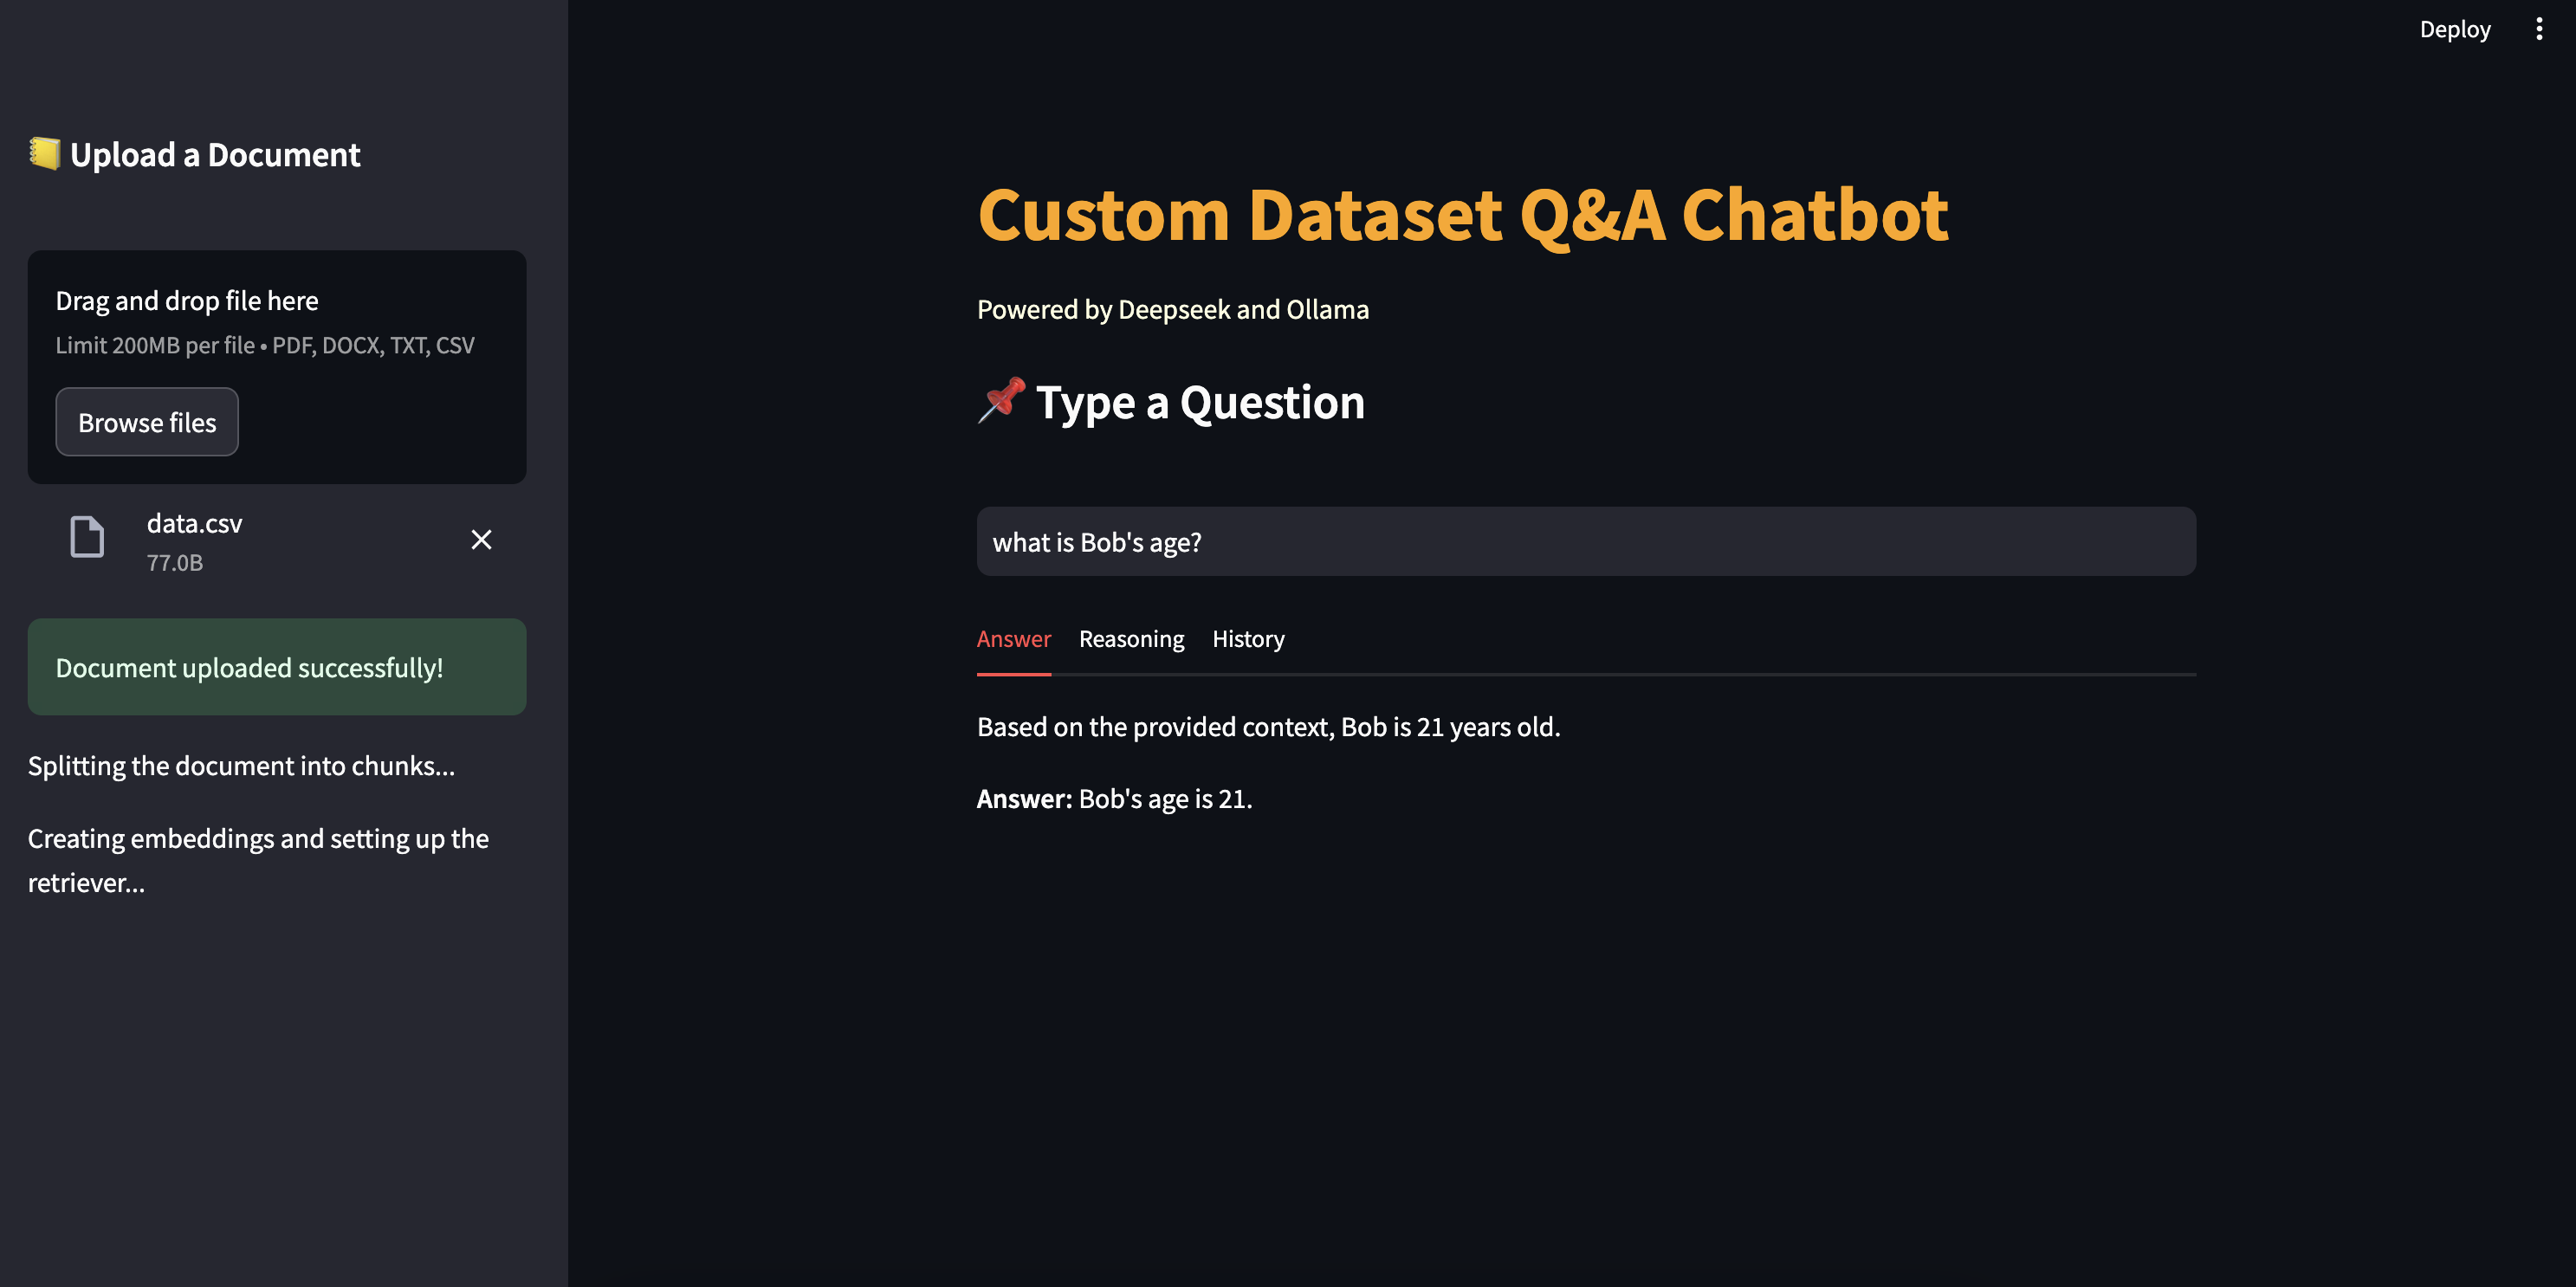 Deploy
📒 Upload a Document
Drag and drop file here
Limit 200MB per file • PDF, DOCX, TXT, CSV
Browse files
data.csv
77.0B
Document uploaded successfully!
Splitting the document into chunks...
Creating embeddings and setting up the
retriever...
Custom Dataset Q&A Chatbot
Powered by Deepseek and Ollama
📌 Type a Question
what is Bob's age?
Answer Reasoning History
Based on the provided context, Bob is 21 years old.
Answer: Bob's age is 21.